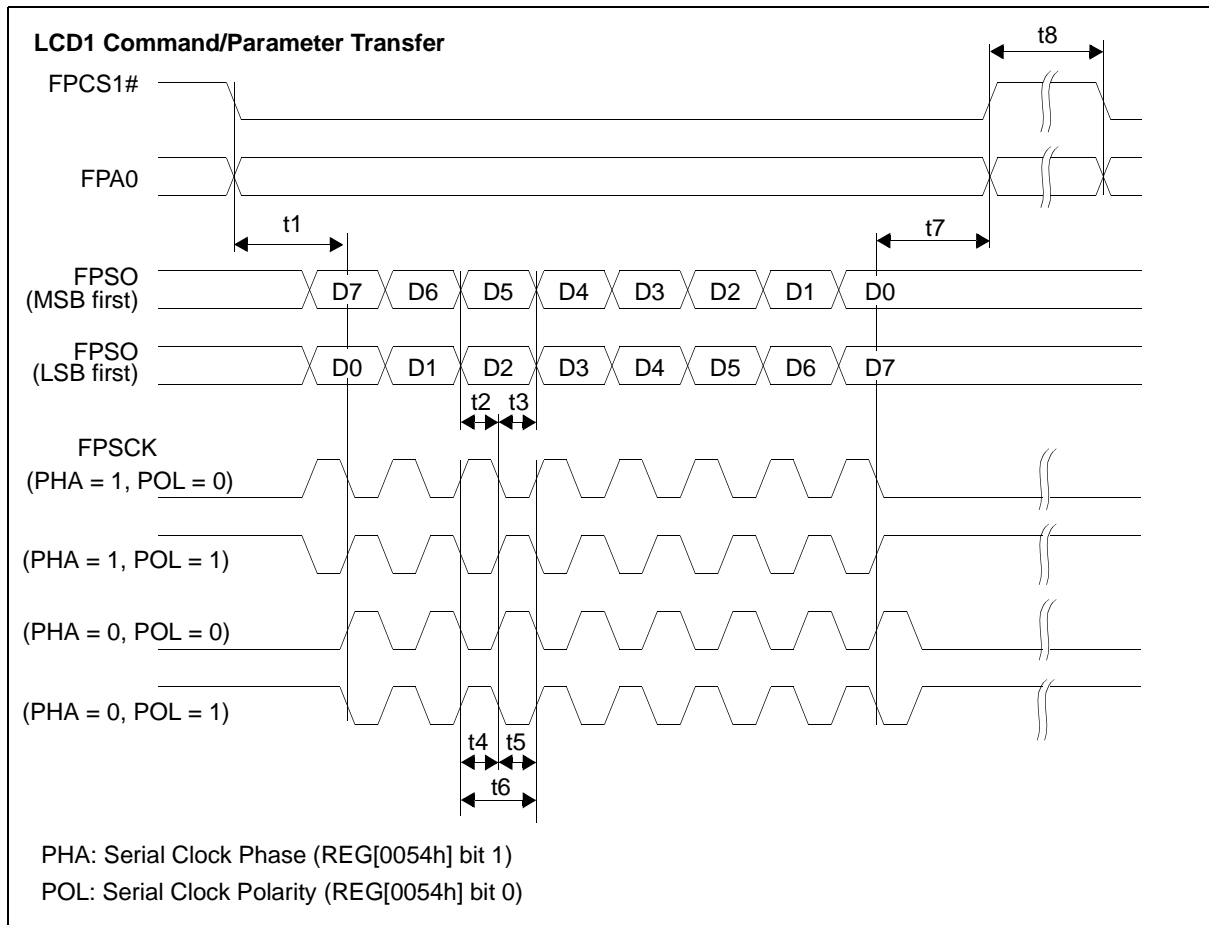 LCD1 Command/Parameter Transfer
t8
FPCS1#
FPA0
t1
t7
FPSO
(MSB first)
D7 D6 D5 D4 D3 D2 D1 D0
FPSO
(LSB first)
D0 D1 D2 D3 D4 D5 D6 D7
t2 t3
FPSCK
(PHA = 1, POL = 0)
(PHA = 1, POL = 1)
(PHA = 0, POL = 0)
(PHA = 0, POL = 1)
t4 t5
t6
PHA: Serial Clock Phase (REG[0054h] bit 1)
POL: Serial Clock Polarity (REG[0054h] bit 0)